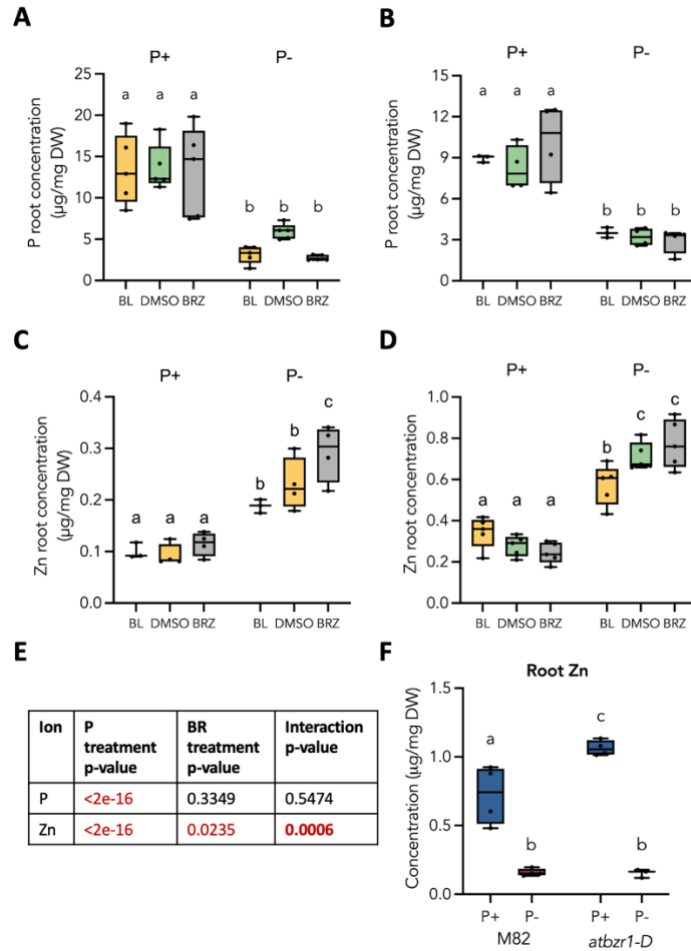 A
P+ P-
P root concentration
(µg/mg DW)
25
20
15
10
5
0
a a a
b b b
BL DMSO BRZ BL DMSO BRZ
B
P+ P-
P root concentration
(µg/mg DW)
15
12
9
6
3
0
a a a
b b b
BL DMSO BRZ BL DMSO BRZ
C
P+ P-
Zn root concentration
(µg/mg DW)
0.4
0.3
0.2
0.1
0.0
a a a
b b c
BL DMSO BRZ BL DMSO BRZ
D
P+ P-
Zn root concentration
(µg/mg DW)
1.0
0.8
0.6
0.4
0.2
0.0
a a a
b c c
BL DMSO BRZ BL DMSO BRZ
E
Ion P treatment p-value BR treatment p-value Interaction p-value
P <2e-16 0.3349 0.5474
Zn <2e-16 0.0235 0.0006
F
Root Zn
Concentration (µg/mg DW)
1.5
1.0
0.5
0.0
a b c b
P+ P- P+ P-
M82 atbzr1-D